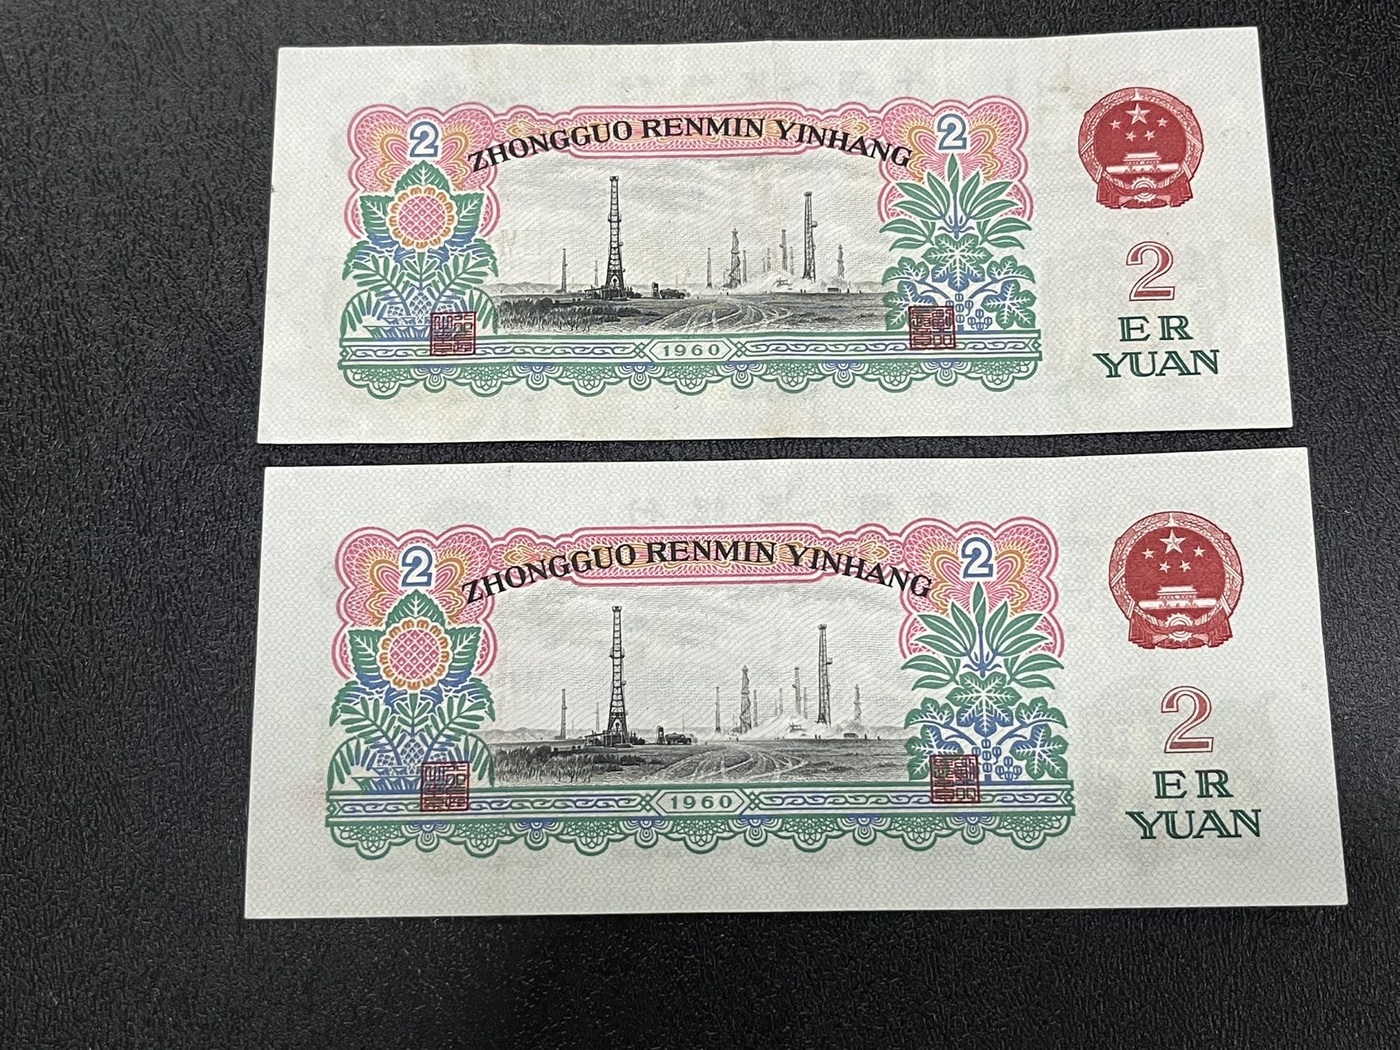 2 2
ZHONGGUO RENMIN YINHANG
2
ER
YUAN
1960
2 2
ZHONGGUO RENMIN YINHANG
2
ER
YUAN
1960